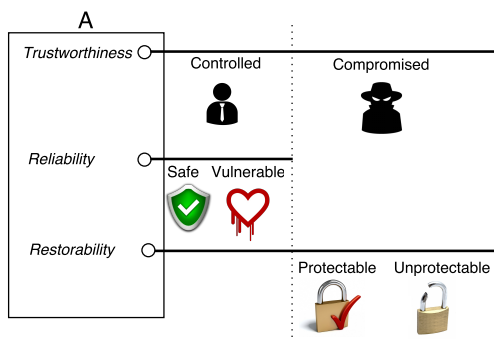 A
Trustworthiness
Controlled
Compromised
Reliability
Safe
Vulnerable
Restorability
Protectable
Unprotectable